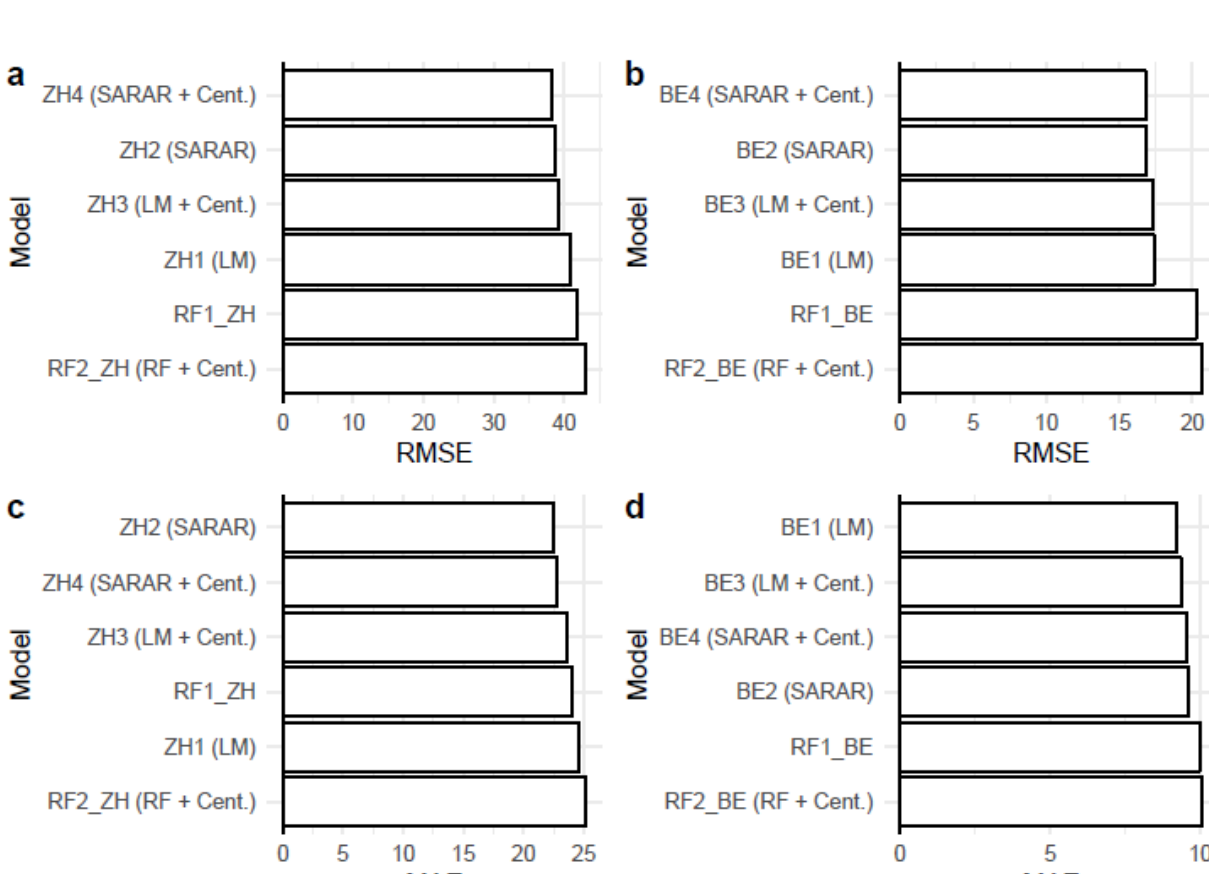 a
ZH4 (SARAR + Cent.)
ZH2 (SARAR)
ZH3 (LM + Cent.)
ZH1 (LM)
RF1_ZH
RF2_ZH (RF + Cent.)
Model
0 10 20 30 40
RMSE
b
BE4 (SARAR + Cent.)
BE2 (SARAR)
BE3 (LM + Cent.)
BE1 (LM)
RF1_BE
RF2_BE (RF + Cent.)
Model
0 5 10 15 20
RMSE
c
ZH2 (SARAR)
ZH4 (SARAR + Cent.)
ZH3 (LM + Cent.)
RF1_ZH
ZH1 (LM)
RF2_ZH (RF + Cent.)
Model
0 5 10 15 20 25
d
BE1 (LM)
BE3 (LM + Cent.)
BE4 (SARAR + Cent.)
BE2 (SARAR)
RF1_BE
RF2_BE (RF + Cent.)
Model
0 5 10